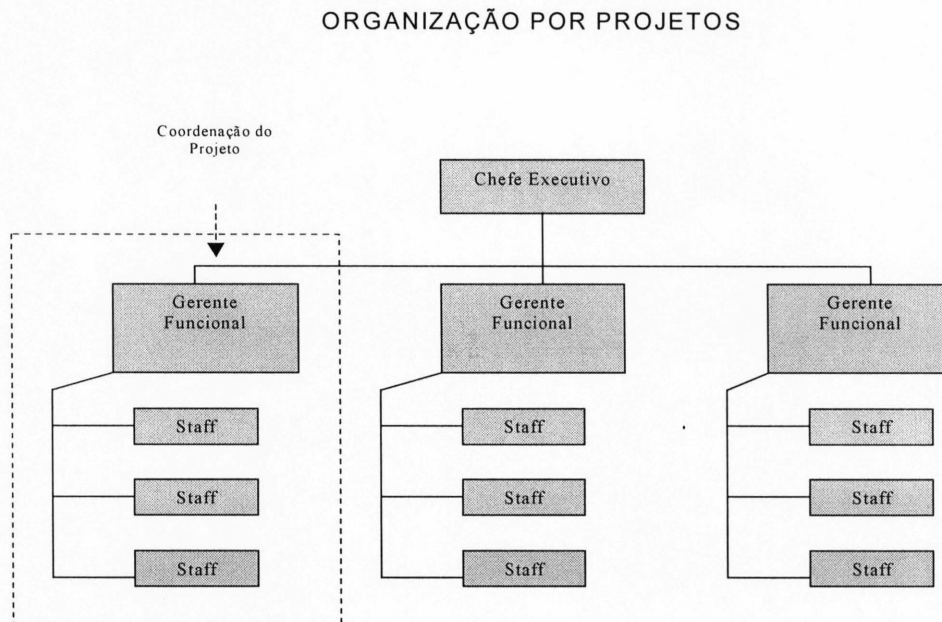 ORGANIZAÇÃO POR PROJETOS
Coordenação do
Projeto
Chefe Executivo
Gerente
Funcional
Gerente
Funcional
Gerente
Funcional
Staff
Staff
Staff
Staff
Staff
Staff
Staff
Staff
Staff